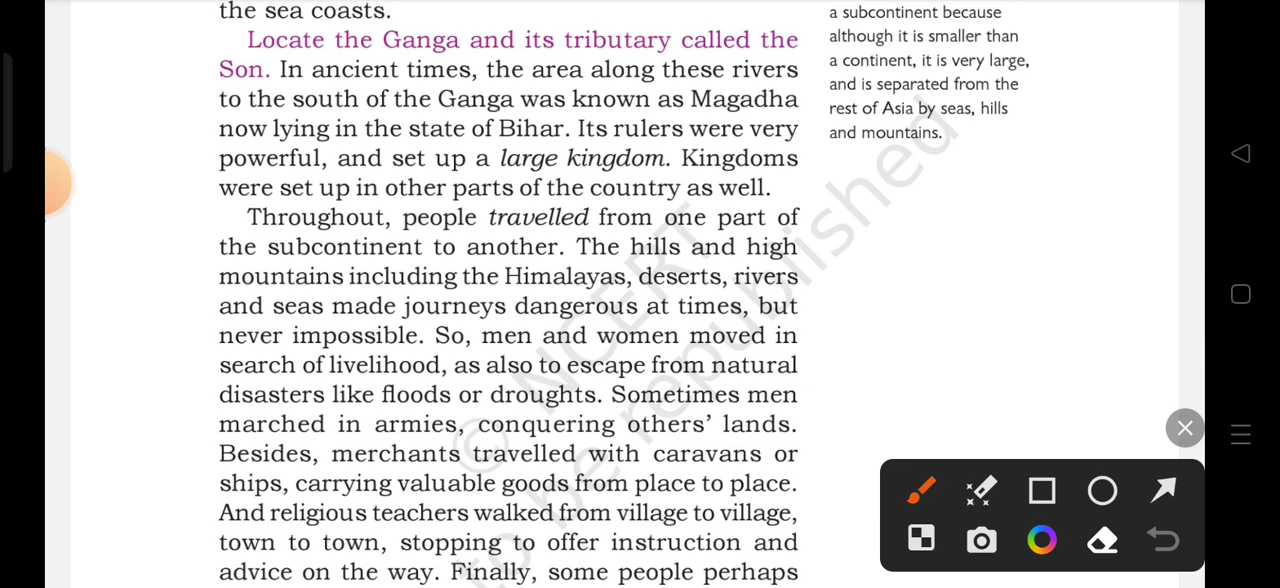 the sea coasts.
Locate the Ganga and its tributary called the
Son. In ancient times, the area along these rivers
to the south of the Ganga was known as Magadha
now lying in the state of Bihar. Its rulers were very
powerful, and set up a large kingdom. Kingdoms
were set up in other parts of the country as well.
Throughout, people travelled from one part of
the subcontinent to another. The hills and high
mountains including the Himalayas, deserts, rivers
and seas made journeys dangerous at times, but
never impossible. So, men and women moved in
search of livelihood, as also to escape from natural
disasters like floods or droughts. Sometimes men
marched in armies, conquering others’ lands.
Besides, merchants travelled with caravans or
ships, carrying valuable goods from place to place.
And religious teachers walked from village to village,
town to town, stopping to offer instruction and
advice on the way. Finally, some people perhaps
a subcontinent because
although it is smaller than
a continent, it is very large,
and is separated from the
rest of Asia by seas, hills
and mountains.
© NCERT
to be republished